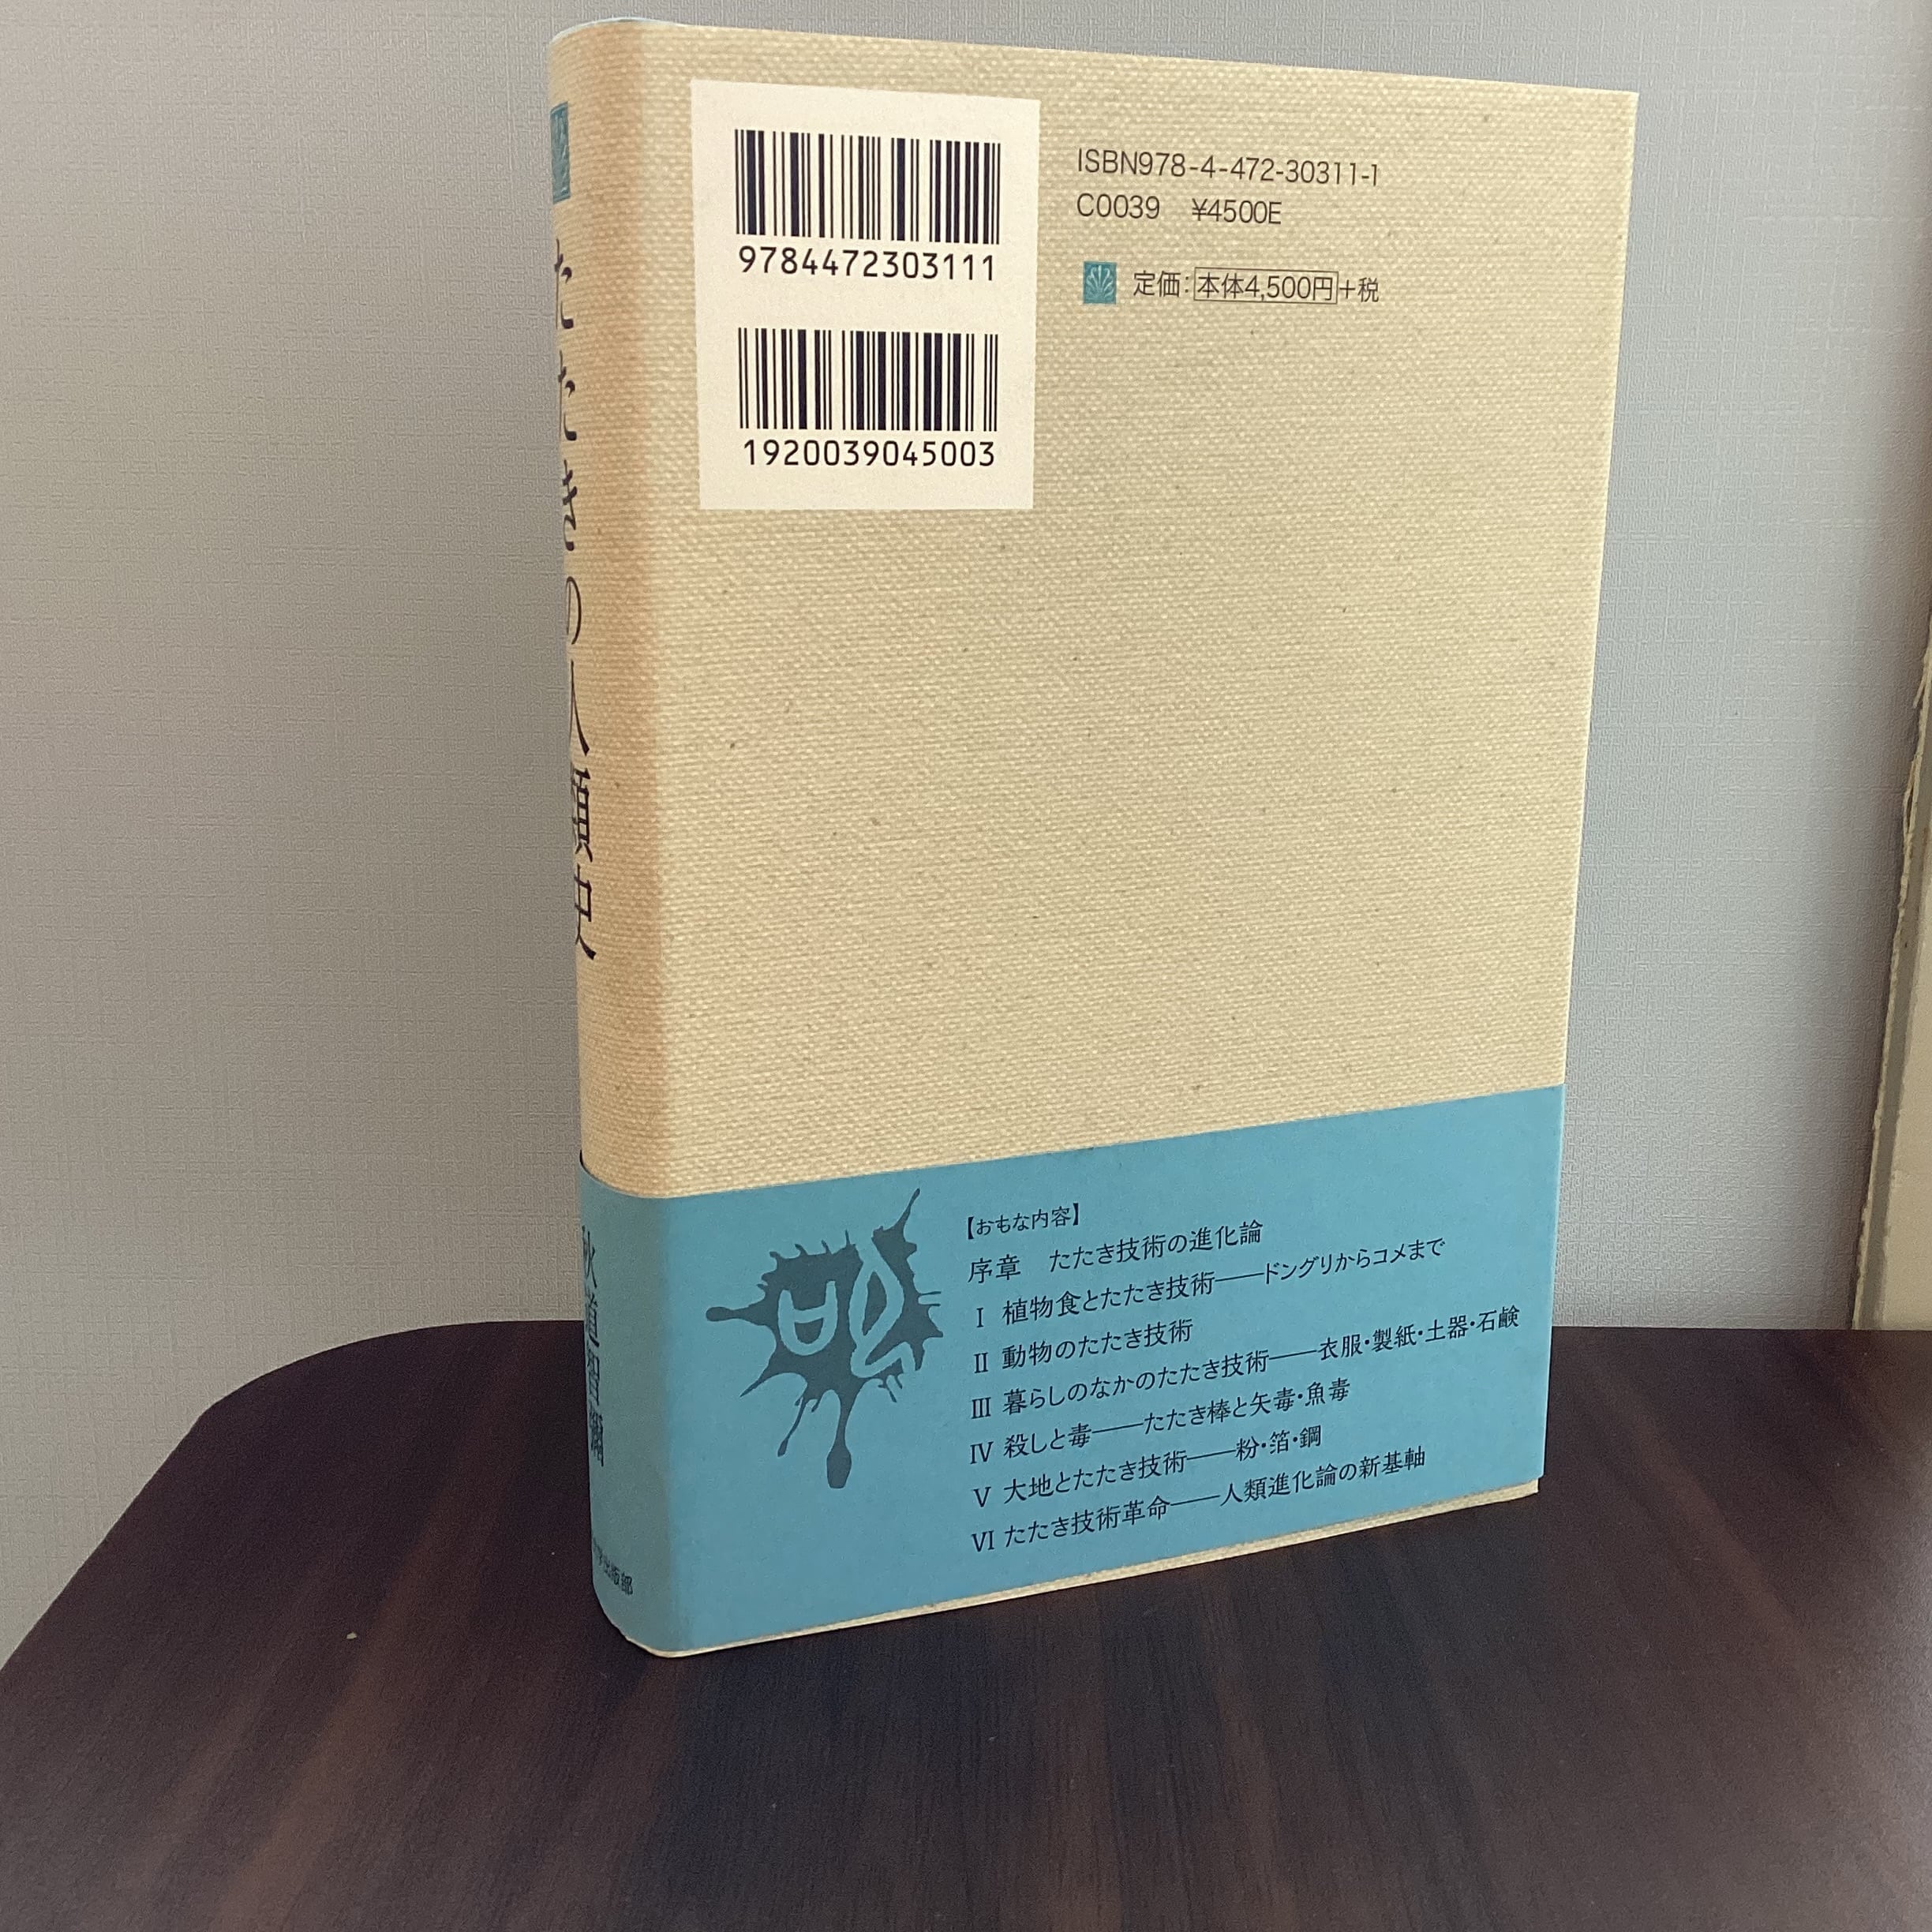 たたきの人類史
秋道智彌
出版部
9784472303111
1920039045003
ISBN978-4-472-30311-1
C0039 ¥4500E
定価:本体4,500円+税
【おもな内容】
序章 たたき技術の進化論
Ⅰ 植物食とたたき技術――ドングリからコメまで
Ⅱ 動物のたたき技術
Ⅲ 暮らしのなかのたたき技術――衣服・製紙・土器・石鹸
Ⅳ 殺しと毒――たたき棒と矢毒・魚毒
Ⅴ 大地とたたき技術――粉・箔・鋼
Ⅵ たたき技術革命――人類進化論の新基軸